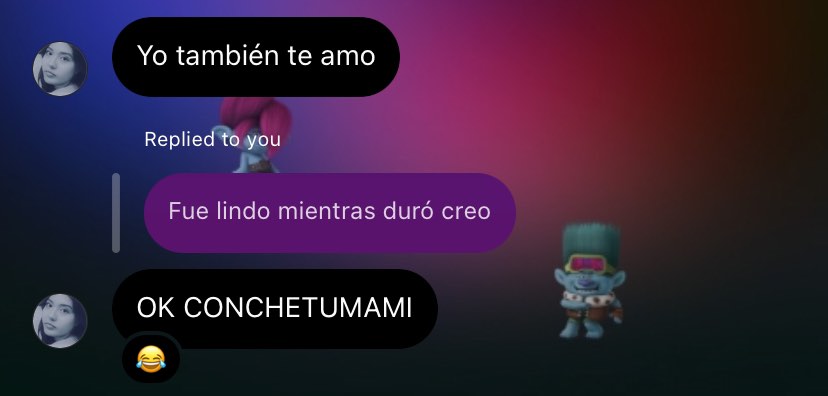 Yo también te amo
Replied to you
Fue lindo mientras duró creo
OK CONCHETUMAMI
😂